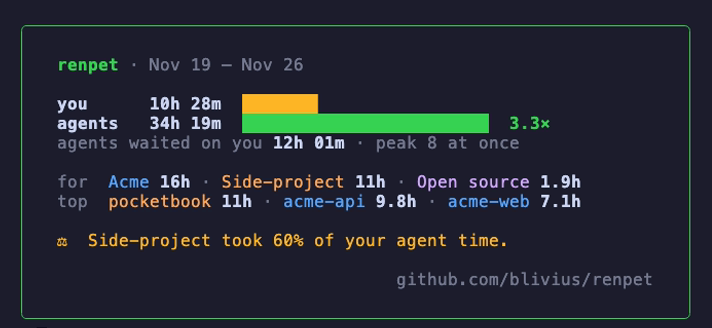 renpet · Nov 19 — Nov 26
you 10h 28m
agents 34h 19m 3.3×
agents waited on you 12h 01m · peak 8 at once
for Acme 16h · Side-project 11h · Open source 1.9h
top pocketbook 11h · acme-api 9.8h · acme-web 7.1h
⚖ Side-project took 60% of your agent time.
github.com/blivius/renpet